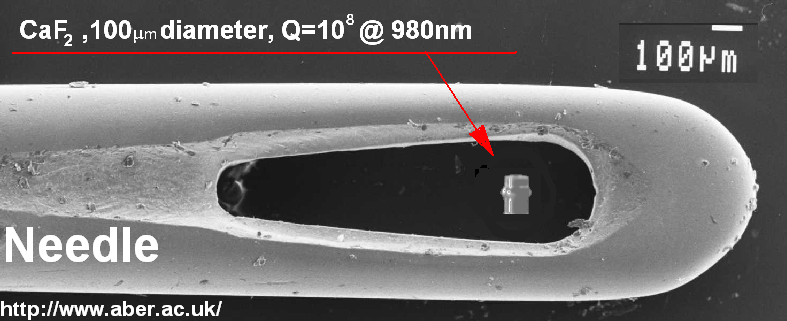 CaF2 ,100µm diameter, Q=10^8 @ 980nm
100µm
Needle
http://www.aber.ac.uk/